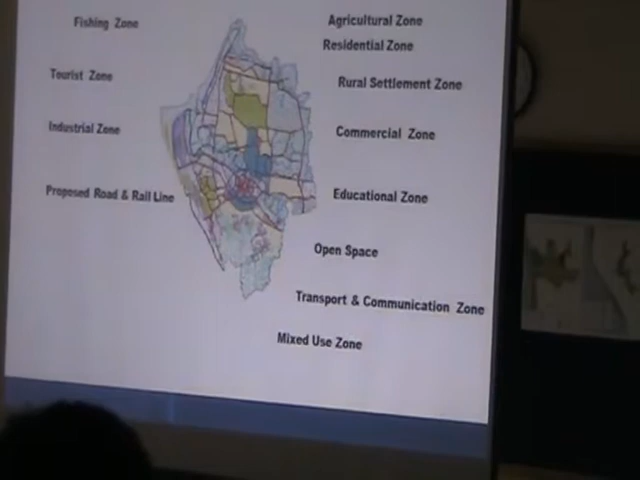 Fishing Zone
Tourist Zone
Industrial Zone
Proposed Road & Rail Line
Agricultural Zone
Residential Zone
Rural Settlement Zone
Commercial Zone
Educational Zone
Open Space
Transport & Communication Zone
Mixed Use Zone